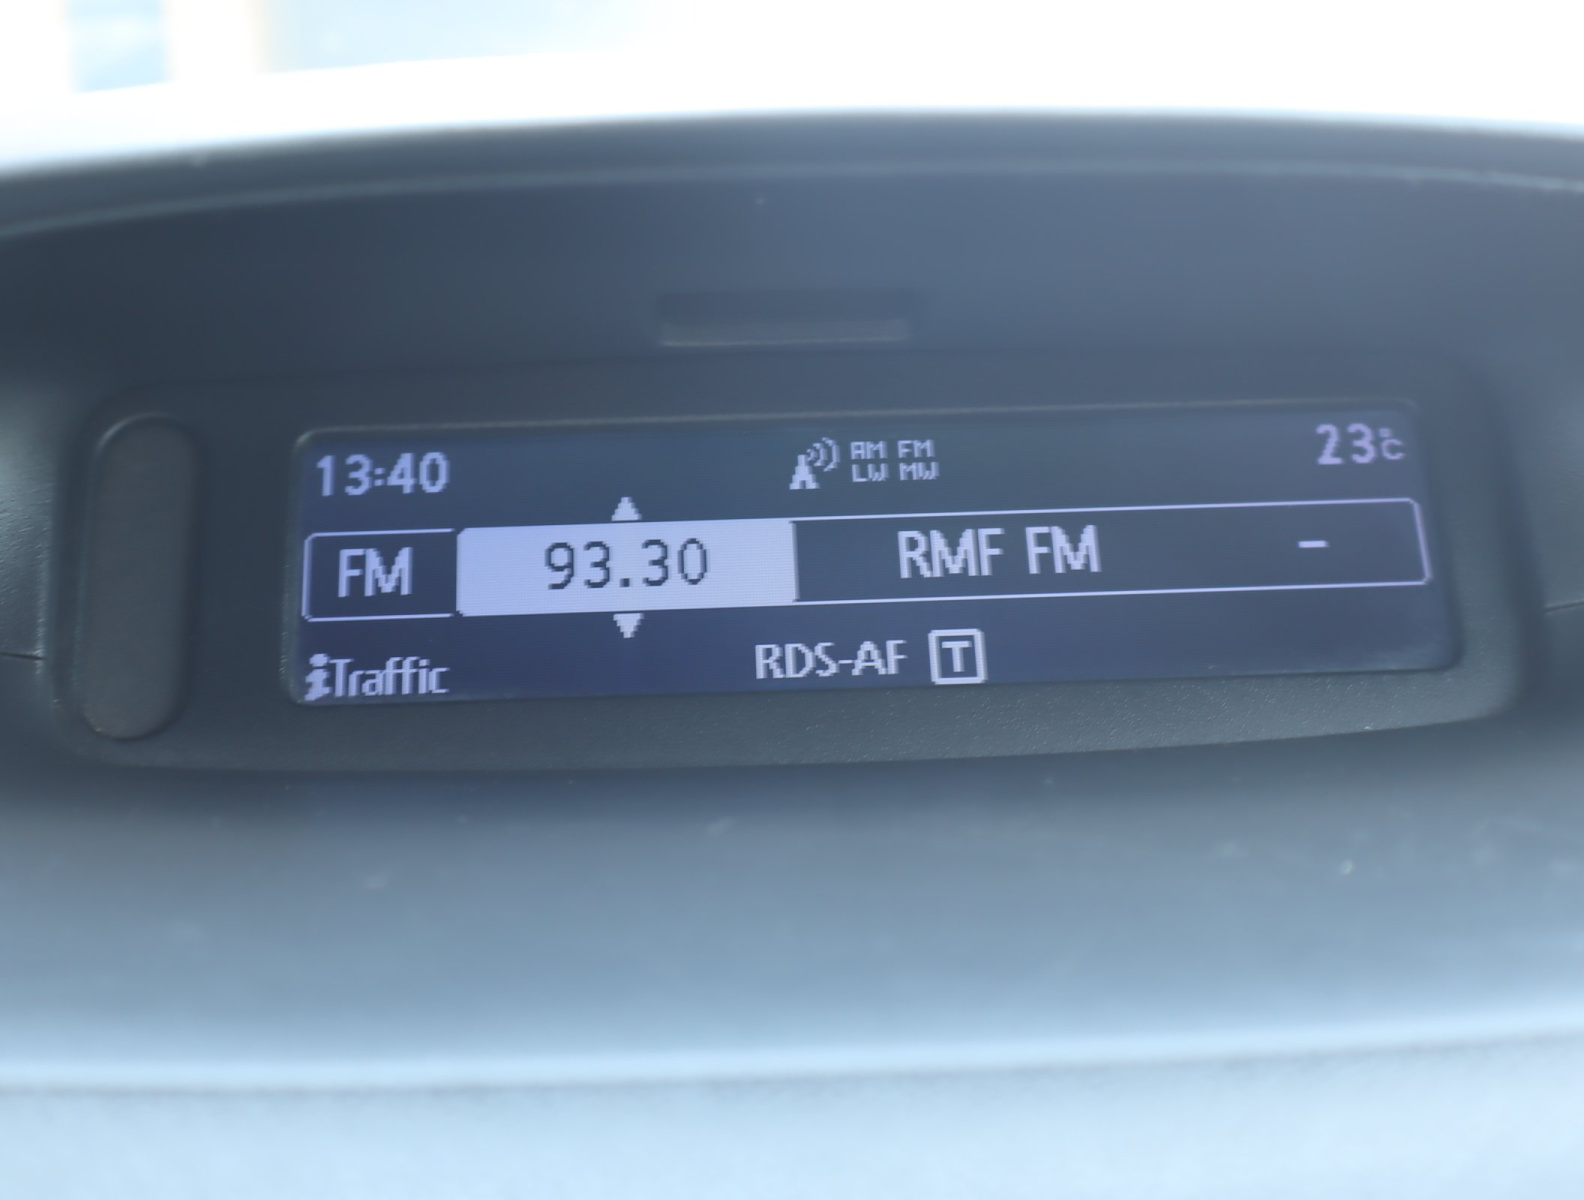 13:40 AM FM 23°C
LW MW
FM 93.30 RMF FM -
iTraffic RDS-AF T